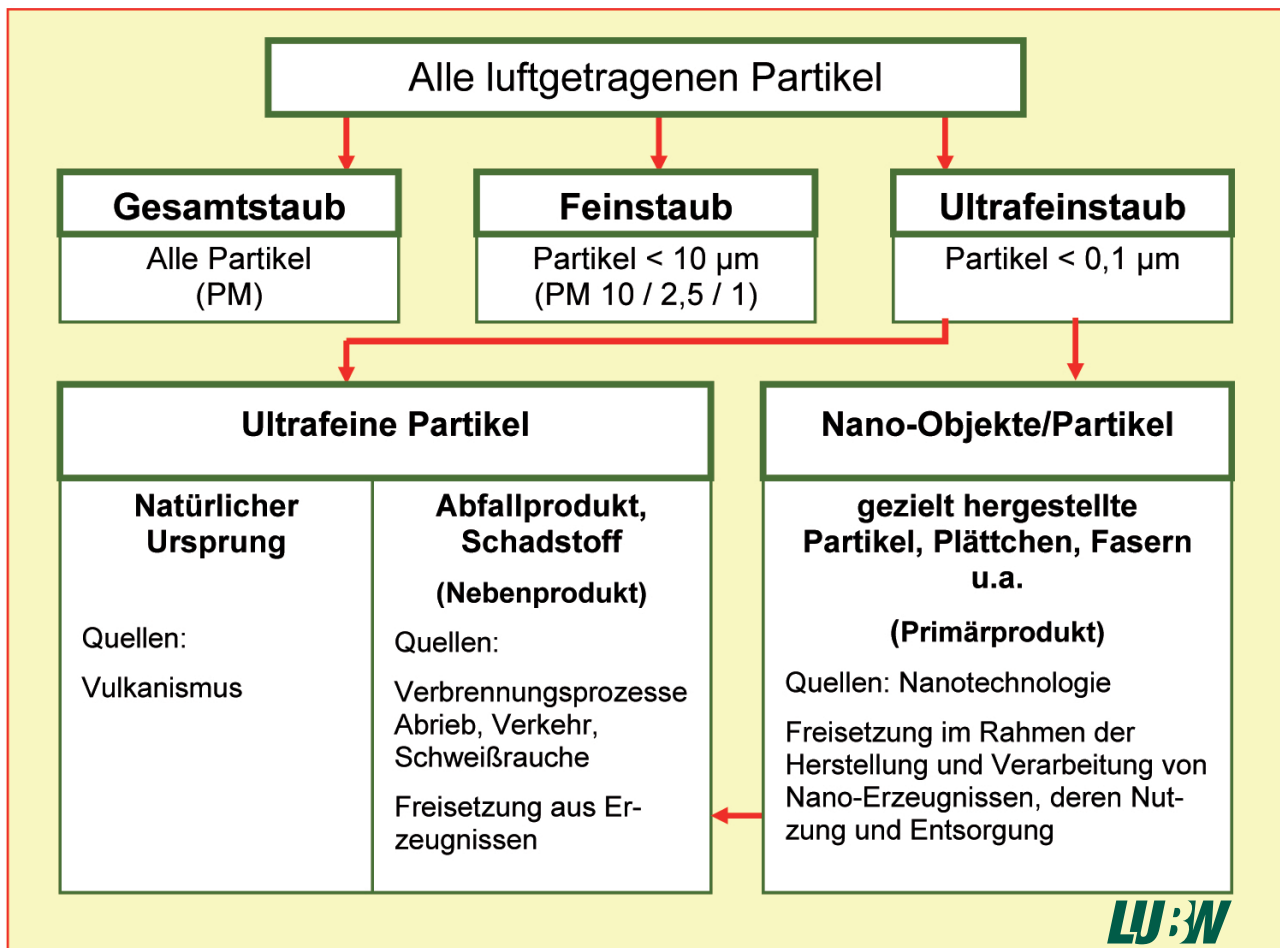 Alle luftgetragenen Partikel
Gesamtstaub
Alle Partikel
(PM)
Feinstaub
Partikel < 10 µm
(PM 10 / 2,5 / 1)
Ultrafeinstaub
Partikel < 0,1 µm
Ultrafeine Partikel
Natürlicher
Ursprung
Quellen:
Vulkanismus
Abfallprodukt,
Schadstoff
(Nebenprodukt)
Quellen:
Verbrennungsprozesse
Abrieb, Verkehr,
Schweißrauche
Freisetzung aus Er-
zeugnissen
Nano-Objekte/Partikel
gezielt hergestellte
Partikel, Plättchen, Fasern
u.a.
(Primärprodukt)
Quellen: Nanotechnologie
Freisetzung im Rahmen der
Herstellung und Verarbeitung von
Nano-Erzeugnissen, deren Nut-
zung und Entsorgung
LUBW